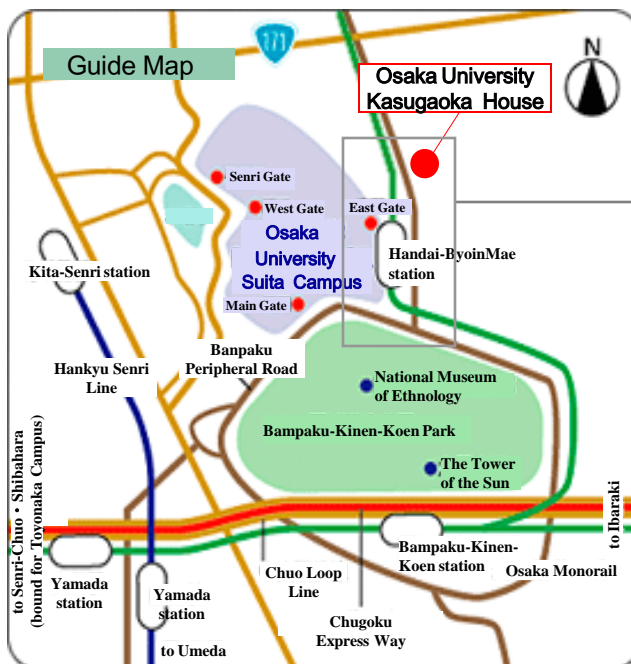 171
Guide Map
N
Osaka University
Kasugaoka House
Senri Gate
West Gate
East Gate
Osaka
University
Suita Campus
Handai-ByoinMae
station
Kita-Senri station
Main Gate
Banpaku
Peripheral Road
Hankyu Senri
Line
National Museum
of Ethnology
Bampaku-Kinen-Koen Park
The Tower
of the Sun
to Senri-Chuo・Shibahara
(bound for Toyonaka Campus)
to Ibaraki
Yamada
station
Yamada
station
Chuo Loop
Line
Bampaku-Kinen-
Koen station
Osaka Monorail
Chugoku
Express Way
to Umeda